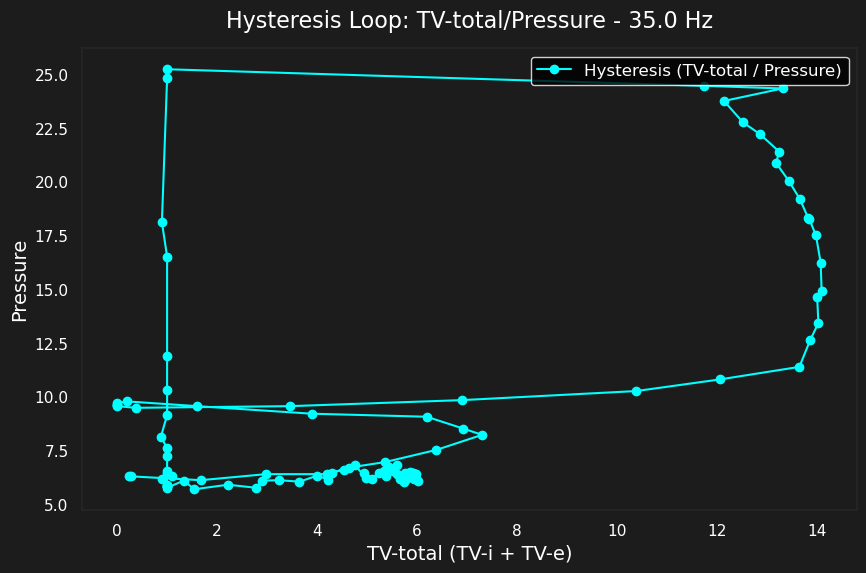 Hysteresis Loop: TV-total/Pressure - 35.0 Hz
Hysteresis (TV-total / Pressure)
Pressure
25.0
22.5
20.0
17.5
15.0
12.5
10.0
7.5
5.0
0 2 4 6 8 10 12 14
TV-total (TV-i + TV-e)